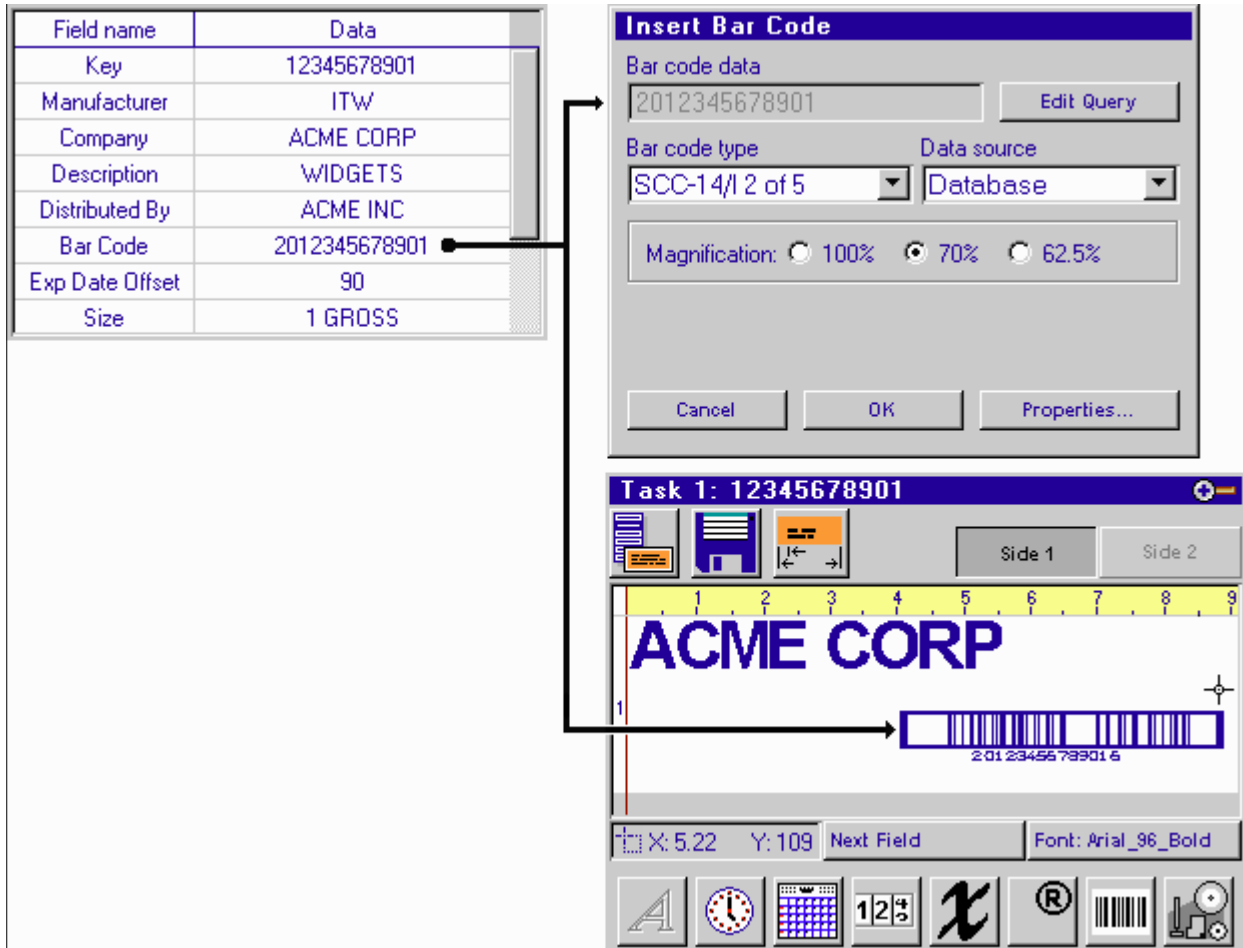 Field name Data
Key 12345678901
Manufacturer ITW
Company ACME CORP
Description WIDGETS
Distributed By ACME INC
Bar Code 2012345678901
Exp Date Offset 90
Size 1 GROSS
Insert Bar Code
Bar code data
2012345678901 Edit Query
Bar code type Data source
SCC-14/I 2 of 5 Database
Magnification: 100% 70% 62.5%
Cancel OK Properties...
Task 1: 12345678901
Side 1 Side 2
1 2 3 4 5 6 7 8 9
ACME CORP
1
20123456789016
X: 5.22 Y: 109 Next Field Font: Arial_96_Bold
A 1 2 3 x ®